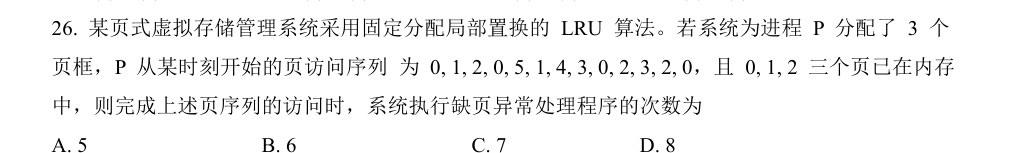 26. 某页式虚拟存储管理系统采用固定分配局部置换的 LRU 算法。若系统为进程 P 分配了 3 个
页框，P 从某时刻开始的页访问序列 为 0, 1, 2, 0, 5, 1, 4, 3, 0, 2, 3, 2, 0，且 0, 1, 2 三个页已在内存
中，则完成上述页序列的访问时，系统执行缺页异常处理程序的次数为
A. 5 B. 6 C. 7 D. 8